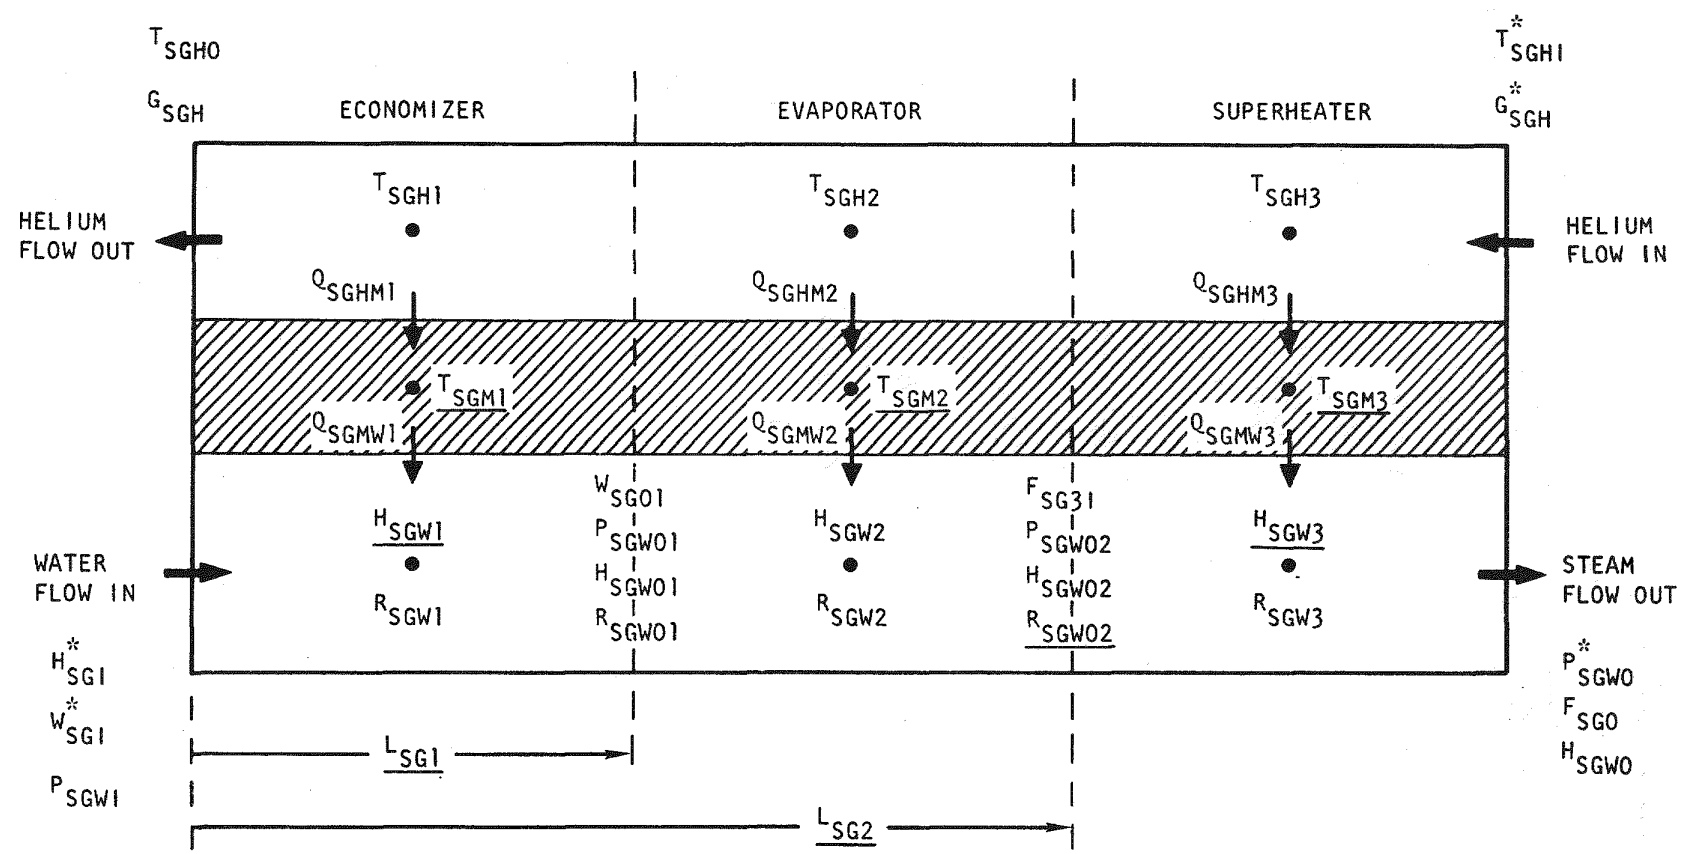 T_SGHO
T*_SGHI
G_SGH
ECONOMIZER
EVAPORATOR
SUPERHEATER
G*_SGH
T_SGH1
T_SGH2
T_SGH3
HELIUM
FLOW OUT
HELIUM
FLOW IN
Q_SGHM1
Q_SGHM2
Q_SGHM3
T_SGM1
T_SGM2
T_SGM3
Q_SGMW1
Q_SGMW2
Q_SGMW3
W_SGO1
F_SG3I
H_SGW1
P_SGWO1
H_SGW2
P_SGWO2
H_SGW3
WATER
FLOW IN
H_SGWO1
H_SGWO2
STEAM
FLOW OUT
R_SGW1
R_SGWO1
R_SGW2
R_SGWO2
R_SGW3
H*_SGI
P*_SGWO
W*_SGI
F_SGO
L_SG1
H_SGWO
P_SGWI
L_SG2